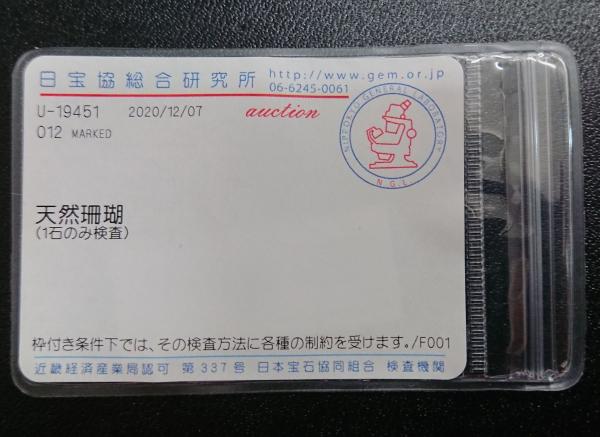 日宝協総合研究所 http://www.gem.or.jp
06-6245-0061
U-19451 2020/12/07 auction
012 MARKED
NIPPOKYO GENERAL LABORATORY
N.G.L.
天然珊瑚
(1石のみ検査)
枠付き条件下では、その検査方法に各種の制約を受けます。/F001
近畿経済産業局認可 第337号 日本宝石協同組合 検査機関